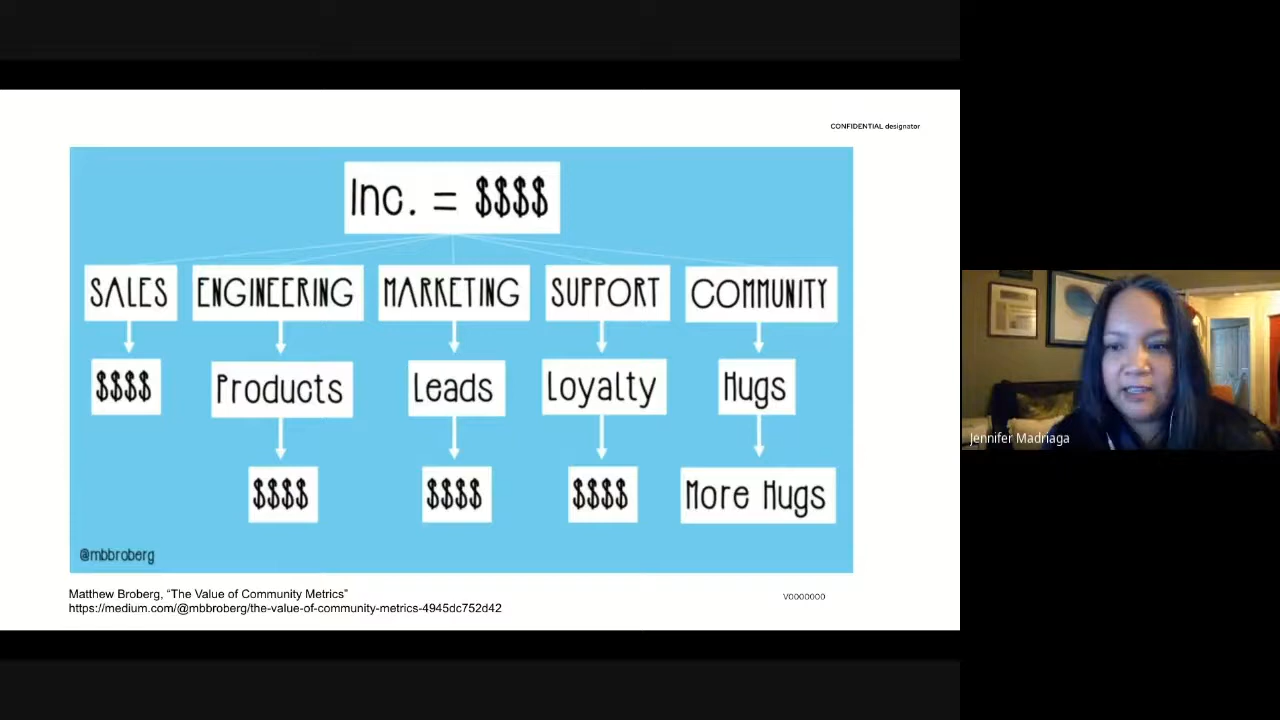 CONFIDENTIAL designator
Inc. = $$$$
SALES ENGINEERING MARKETING SUPPORT COMMUNITY
$$$$ Products Leads Loyalty Hugs
$$$$ $$$$ $$$$ More Hugs
@mbbroberg
Matthew Broberg, “The Value of Community Metrics”
https://medium.com/@mbbroberg/the-value-of-community-metrics-4945dc752d42
V0000000
Jennifer Madriaga